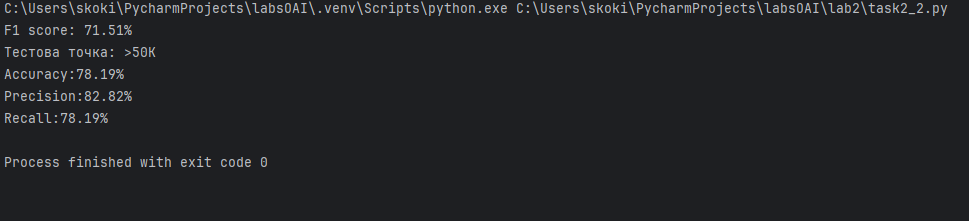 C:\Users\skoki\PycharmProjects\labsOAI\.venv\Scripts\python.exe C:\Users\skoki\PycharmProjects\labsOAI\lab2\task2_2.py
F1 score: 71.51%
Тестова точка: >50K
Accuracy:78.19%
Precision:82.82%
Recall:78.19%
Process finished with exit code 0